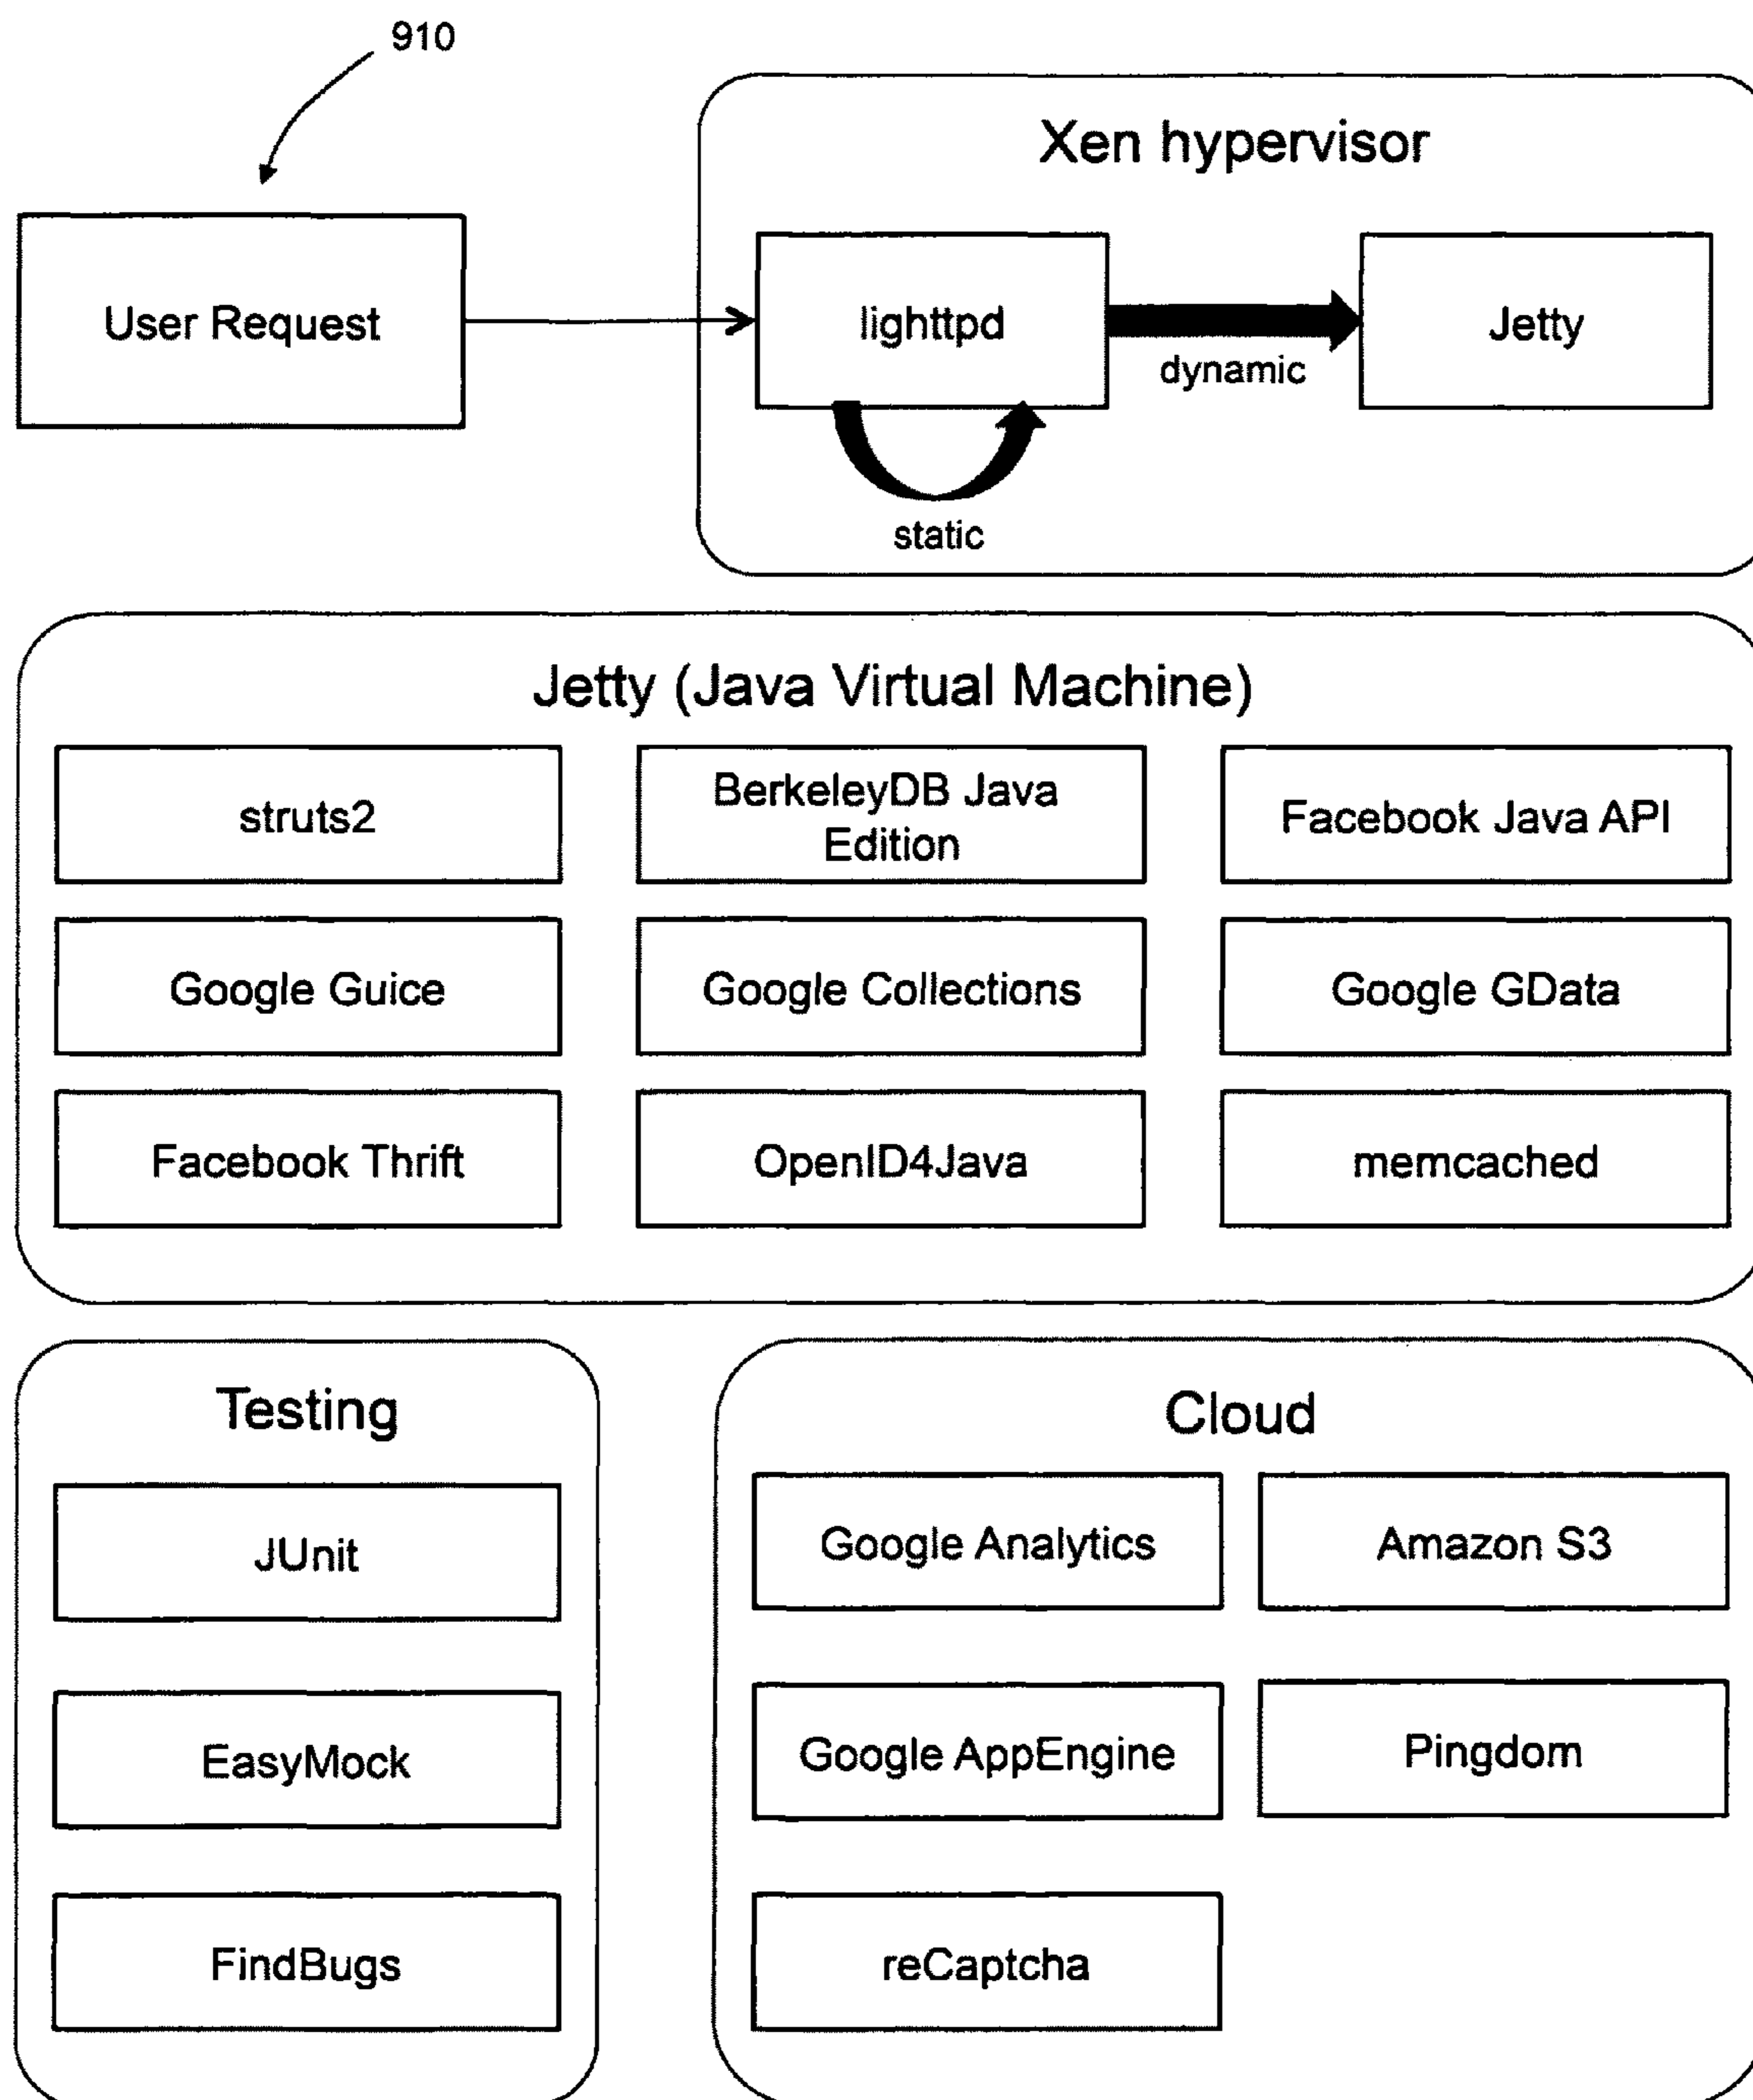 910
Xen hypervisor
User Request
lighttpd
Jetty
dynamic
static
Jetty (Java Virtual Machine)
struts2
BerkeleyDB Java
Edition
Facebook Java API
Google Guice
Google Collections
Google GData
Facebook Thrift
OpenID4Java
memcached
Testing
JUnit
EasyMock
FindBugs
Cloud
Google Analytics
Amazon S3
Google AppEngine
Pingdom
reCaptcha